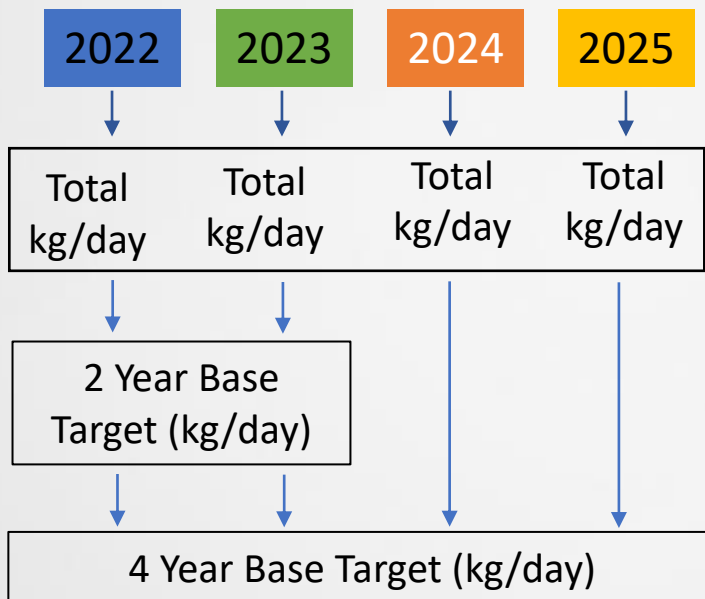 2022
2023
2024
2025
Total
kg/day
Total
kg/day
Total
kg/day
Total
kg/day
2 Year Base
Target (kg/day)
4 Year Base Target (kg/day)